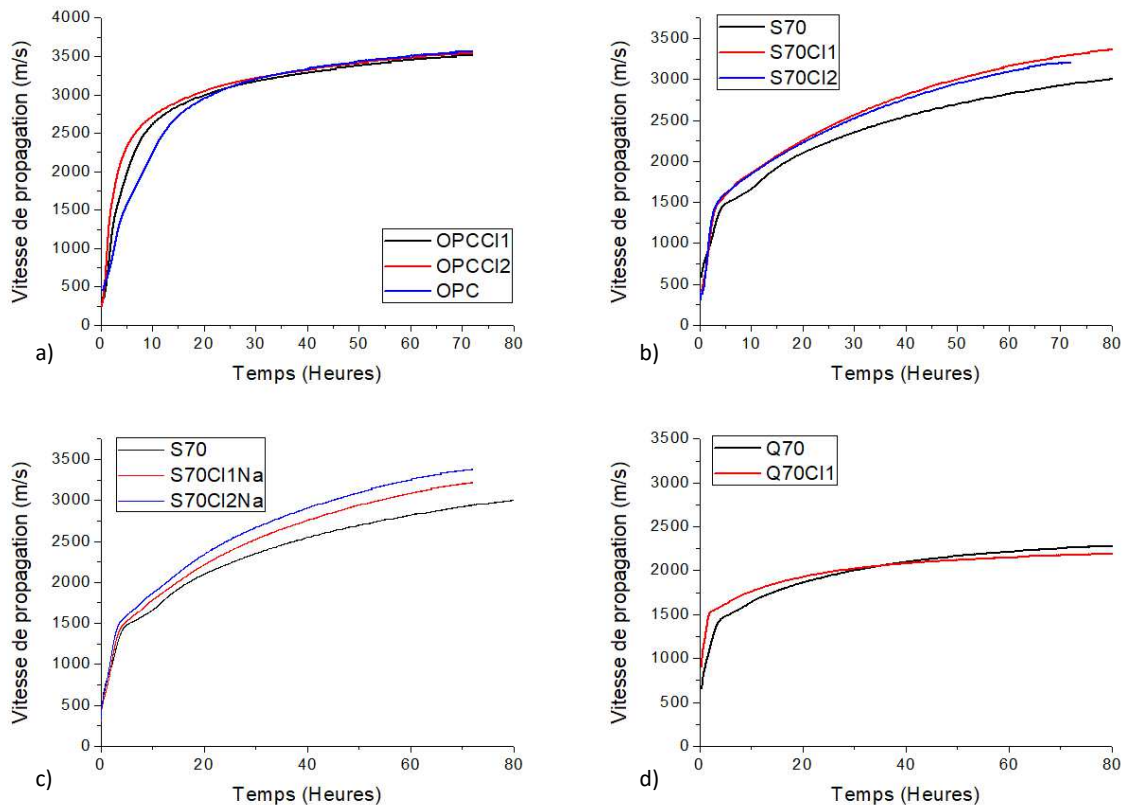 4000
3500
3000
2500
2000
1500
1000
500
0
Vitesse de propagation (m/s)
OPCCl1
OPCCl2
OPC
0 10 20 30 40 50 60 70 80
Temps (Heures)
a)
3500
3000
2500
2000
1500
1000
500
0
Vitesse de propagation (m/s)
S70
S70Cl1
S70Cl2
0 20 40 60 80
Temps (Heures)
b)
3500
3000
2500
2000
1500
1000
500
0
Vitesse de propagation (m/s)
S70
S70Cl1Na
S70Cl2Na
0 20 40 60 80
Temps (Heures)
c)
3500
3000
2500
2000
1500
1000
500
0
Vitesse de propagation (m/s)
Q70
Q70Cl1
0 20 40 60 80
Temps (Heures)
d)